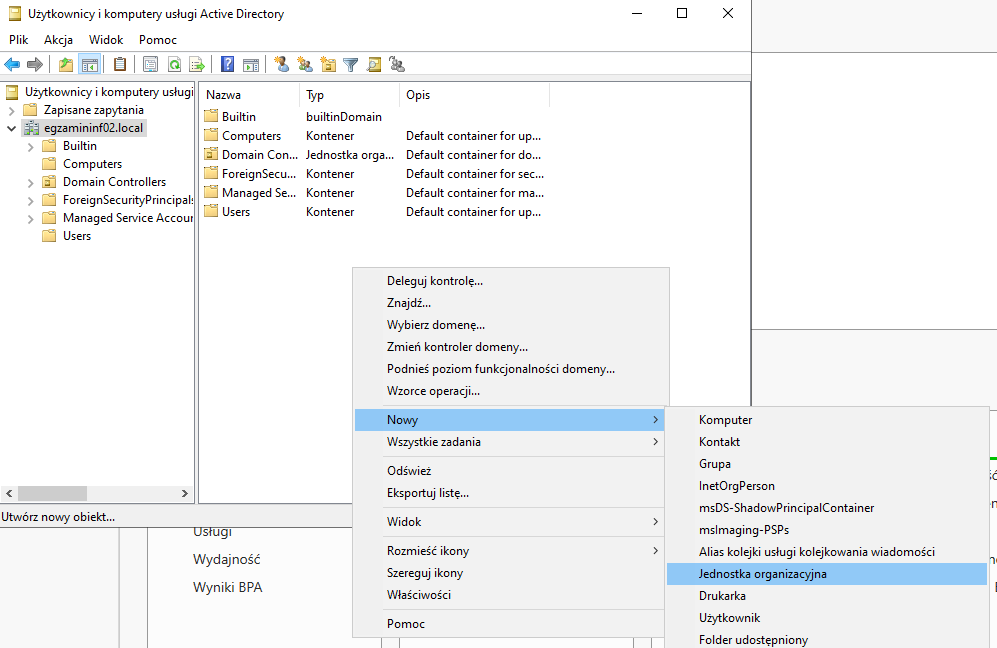 Użytkownicy i komputery usługi Active Directory
Plik Akcja Widok Pomoc
Użytkownicy i komputery usługi
Zapisane zapytania
egzamininf02.local
Builtin
Computers
Domain Controllers
ForeignSecurityPrincipals
Managed Service Accour
Users
Nazwa Typ Opis
Builtin builtinDomain
Computers Kontener Default container for up...
Domain Con... Jednostka orga... Default container for do...
ForeignSecu... Kontener Default container for sec...
Managed Se... Kontener Default container for ma...
Users Kontener Default container for up...
Deleguj kontrolę...
Znajdź...
Wybierz domenę...
Zmień kontroler domeny...
Podnieś poziom funkcjonalności domeny...
Wzorce operacji...
Nowy
Wszystkie zadania
Odśwież
Eksportuj listę...
Widok
Rozmieść ikony
Szereguj ikony
Właściwości
Pomoc
Komputer
Kontakt
Grupa
InetOrgPerson
msDS-ShadowPrincipalContainer
msImaging-PSPs
Alias kolejki usługi kolejkowania wiadomości
Jednostka organizacyjna
Drukarka
Użytkownik
Folder udostępniony
Utwórz nowy obiekt...
Usługi
Wydajność
Wyniki BPA